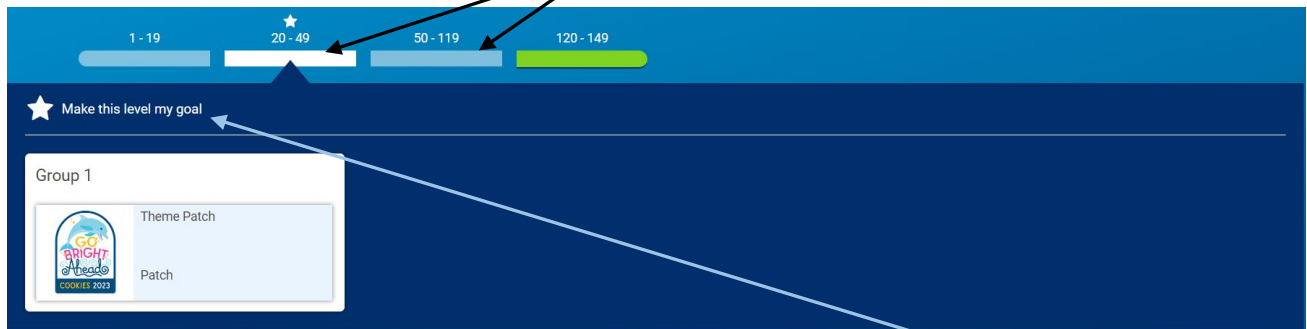 1 - 19 20 - 49 50 - 119 120 - 149
Make this level my goal
Group 1
Theme Patch
GO
BRIGHT
Ahead
COOKIES 2023
Patch